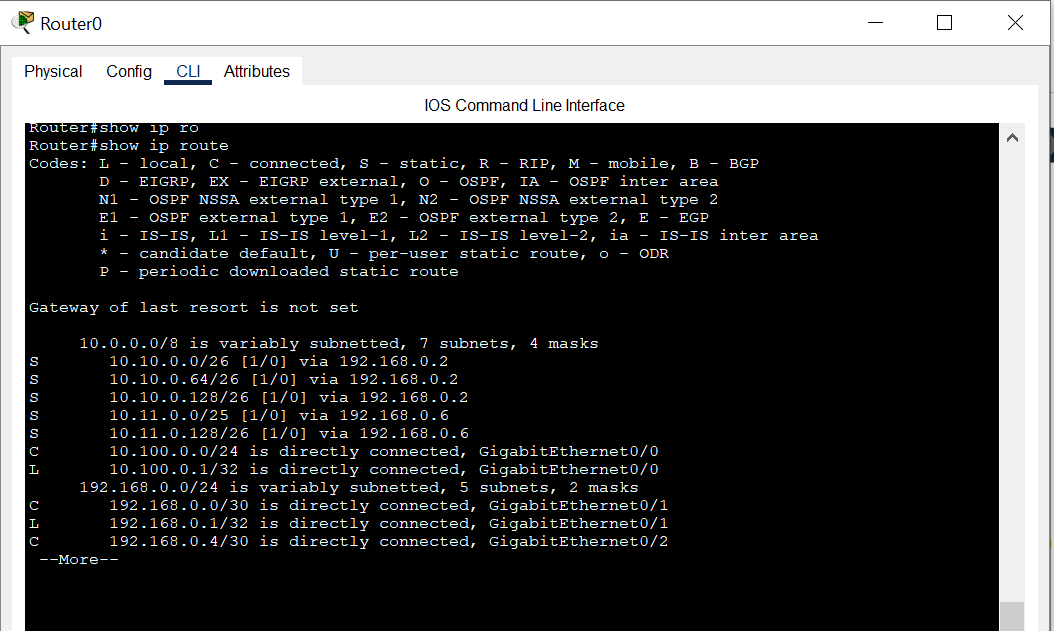 Router0
Physical Config CLI Attributes
IOS Command Line Interface
Router#show ip ro
Router#show ip route
Codes: L - local, C - connected, S - static, R - RIP, M - mobile, B - BGP
D - EIGRP, EX - EIGRP external, O - OSPF, IA - OSPF inter area
N1 - OSPF NSSA external type 1, N2 - OSPF NSSA external type 2
E1 - OSPF external type 1, E2 - OSPF external type 2, E - EGP
i - IS-IS, L1 - IS-IS level-1, L2 - IS-IS level-2, ia - IS-IS inter area
* - candidate default, U - per-user static route, o - ODR
P - periodic downloaded static route
Gateway of last resort is not set
10.0.0.0/8 is variably subnetted, 7 subnets, 4 masks
S 10.10.0.0/26 [1/0] via 192.168.0.2
S 10.10.0.64/26 [1/0] via 192.168.0.2
S 10.10.0.128/26 [1/0] via 192.168.0.2
S 10.11.0.0/25 [1/0] via 192.168.0.6
S 10.11.0.128/26 [1/0] via 192.168.0.6
C 10.100.0.0/24 is directly connected, GigabitEthernet0/0
L 10.100.0.1/32 is directly connected, GigabitEthernet0/0
192.168.0.0/24 is variably subnetted, 5 subnets, 2 masks
C 192.168.0.0/30 is directly connected, GigabitEthernet0/1
L 192.168.0.1/32 is directly connected, GigabitEthernet0/1
C 192.168.0.4/30 is directly connected, GigabitEthernet0/2
--More--